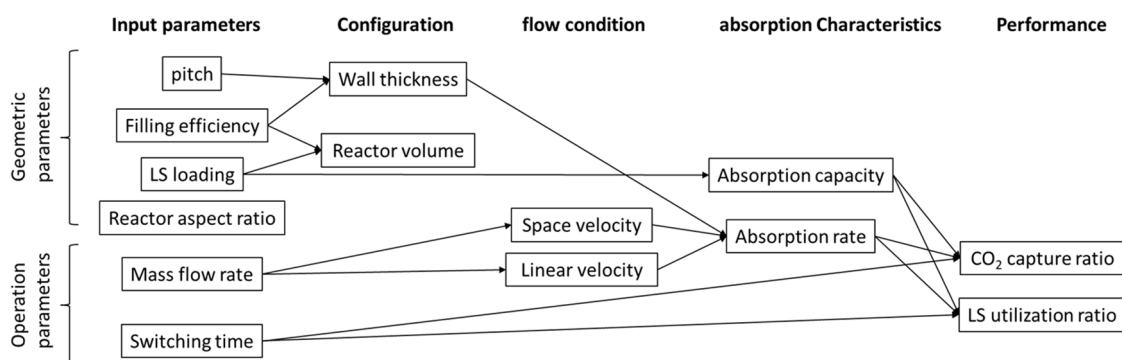 Input parameters
Configuration
flow condition
absorption Characteristics
Performance
Geometric
parameters
pitch
Wall thickness
Filling efficiency
Reactor volume
LS loading
Absorption capacity
Reactor aspect ratio
Space velocity
Absorption rate
Operation
parameters
Mass flow rate
Linear velocity
CO₂ capture ratio
Switching time
LS utilization ratio